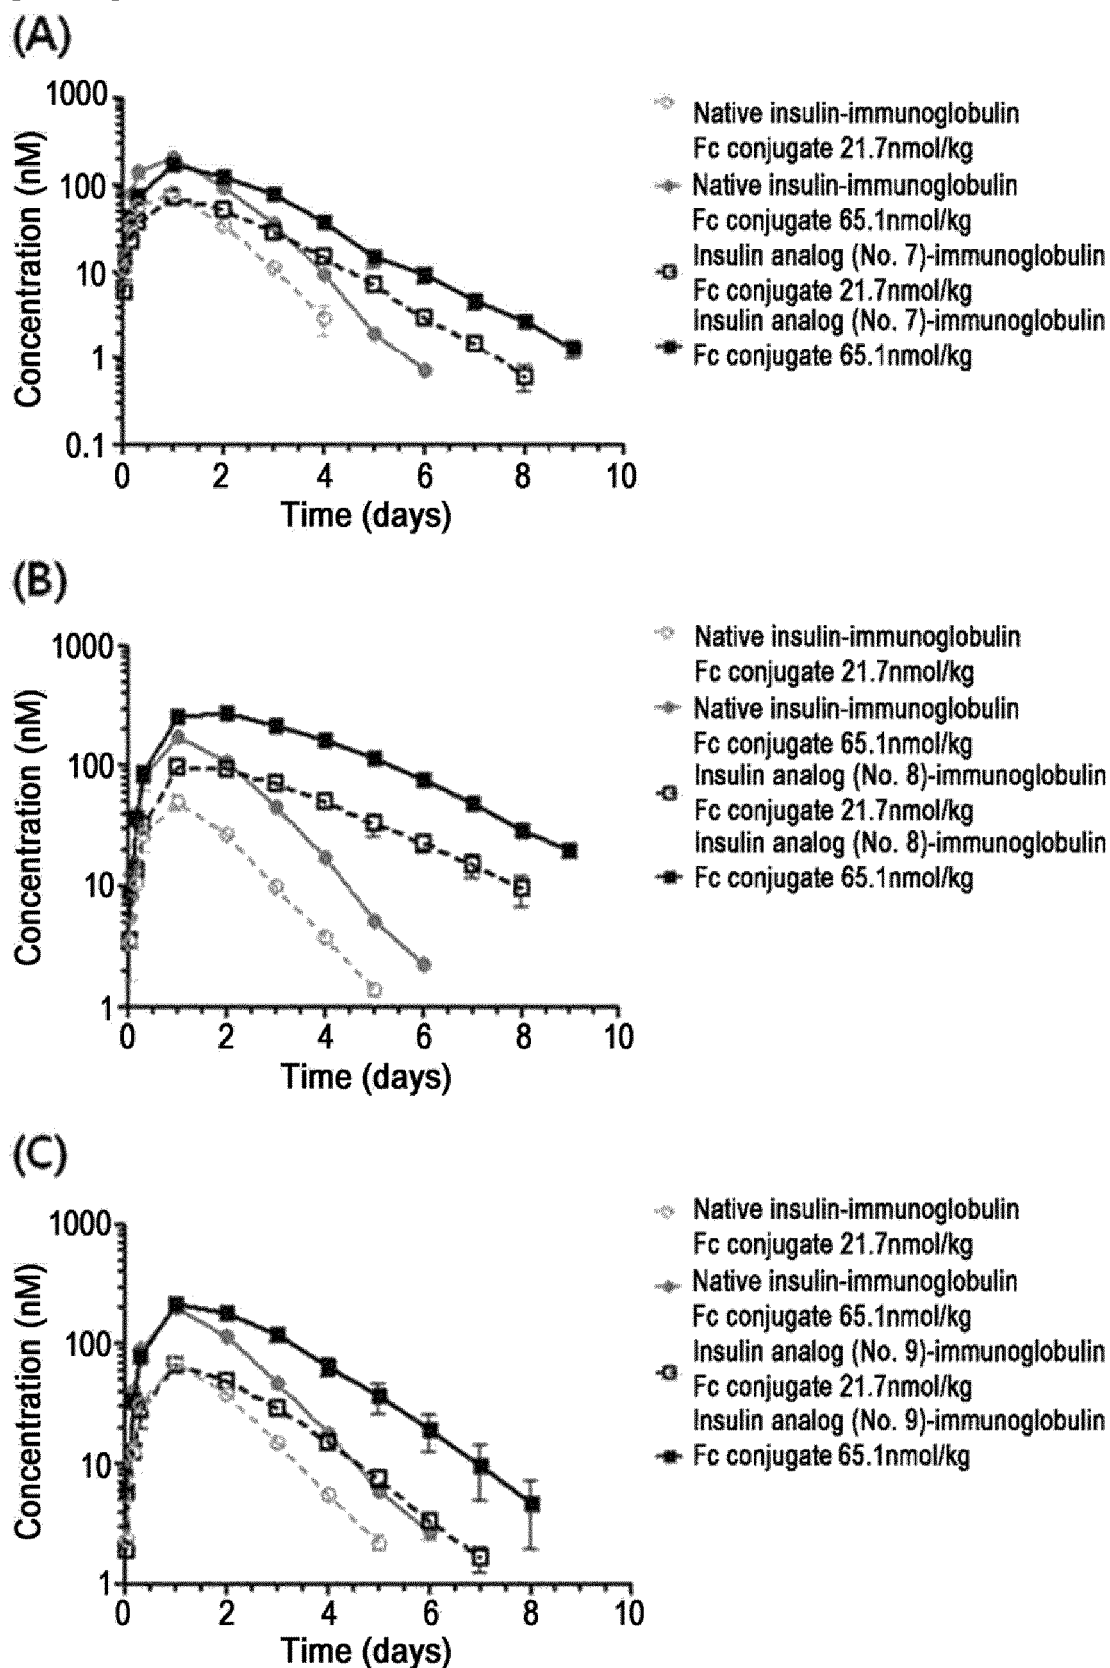 (A)
1000
100
10
1
0.1
Concentration (nM)
0 2 4 6 8 10
Time (days)
Native insulin-immunoglobulin
Fc conjugate 21.7nmol/kg
Native insulin-immunoglobulin
Fc conjugate 65.1nmol/kg
Insulin analog (No. 7)-immunoglobulin
Fc conjugate 21.7nmol/kg
Insulin analog (No. 7)-immunoglobulin
Fc conjugate 65.1nmol/kg
(B)
1000
100
10
1
Concentration (nM)
0 2 4 6 8 10
Time (days)
Native insulin-immunoglobulin
Fc conjugate 21.7nmol/kg
Native insulin-immunoglobulin
Fc conjugate 65.1nmol/kg
Insulin analog (No. 8)-immunoglobulin
Fc conjugate 21.7nmol/kg
Insulin analog (No. 8)-immunoglobulin
Fc conjugate 65.1nmol/kg
(C)
1000
100
10
1
Concentration (nM)
0 2 4 6 8 10
Time (days)
Native insulin-immunoglobulin
Fc conjugate 21.7nmol/kg
Native insulin-immunoglobulin
Fc conjugate 65.1nmol/kg
Insulin analog (No. 9)-immunoglobulin
Fc conjugate 21.7nmol/kg
Insulin analog (No. 9)-immunoglobulin
Fc conjugate 65.1nmol/kg